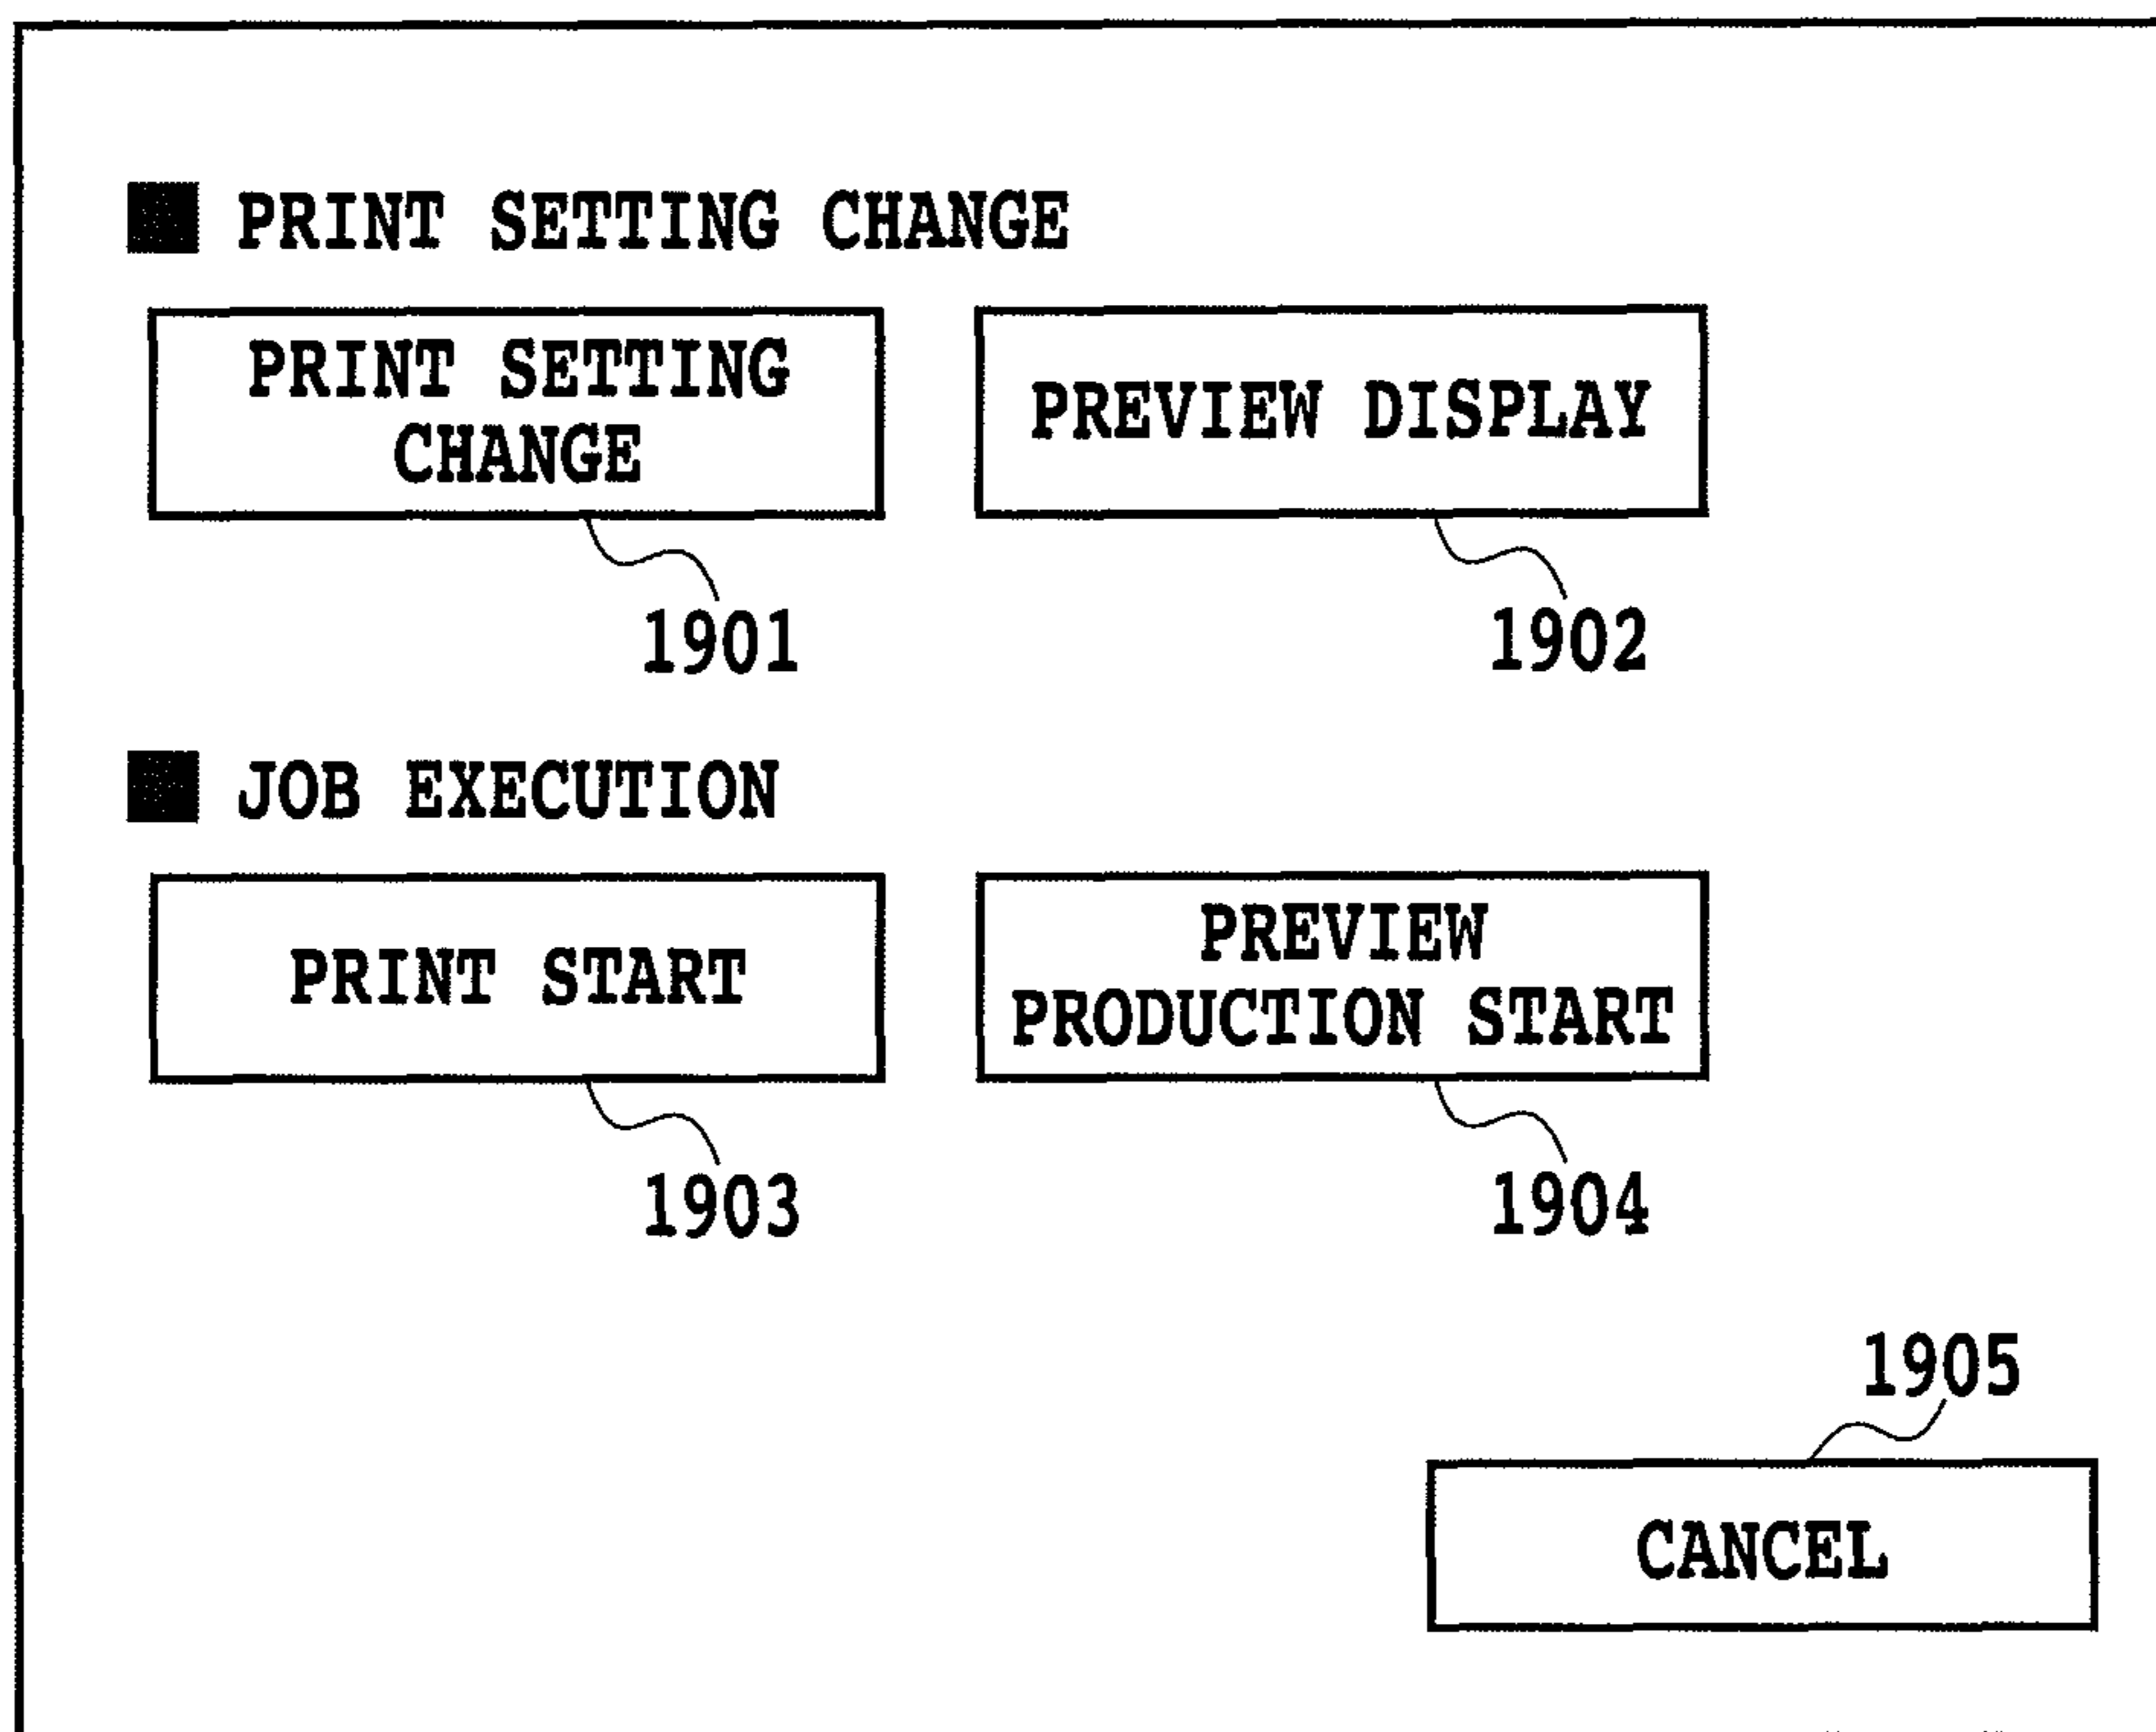 ■ PRINT SETTING CHANGE
PRINT SETTING
CHANGE
PREVIEW DISPLAY
1901
1902
■ JOB EXECUTION
PRINT START
PREVIEW
PRODUCTION START
1903
1904
1905
CANCEL